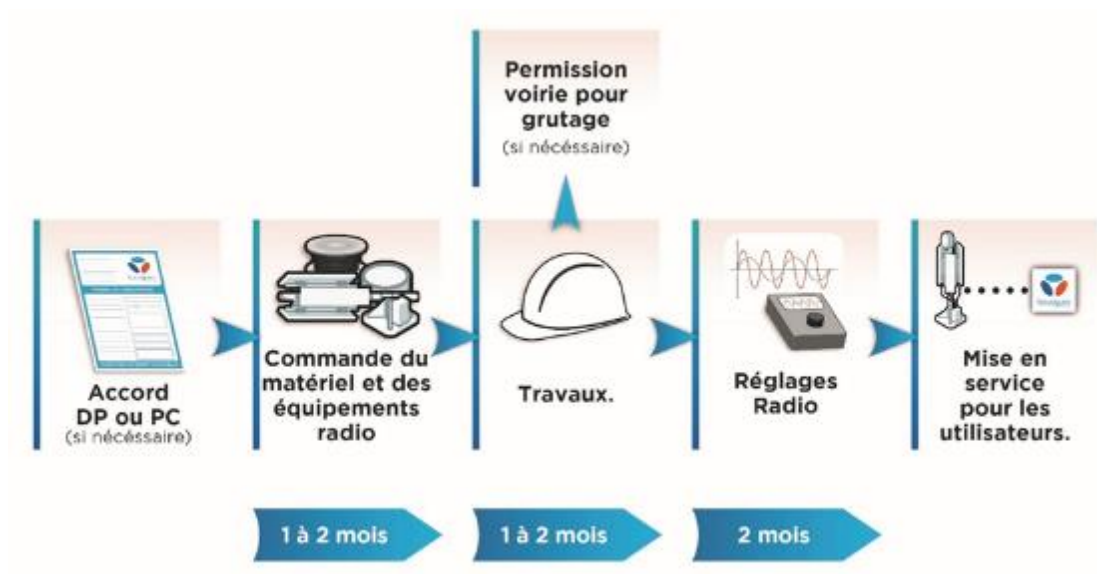 Permission
voirie pour
grutage
(si nécéssaire)
Accord
DP ou PC
(si nécéssaire)
Commande du
matériel et des
équipements
radio
Travaux.
Réglages
Radio
Mise en
service
pour les
utilisateurs.
1 à 2 mois
1 à 2 mois
2 mois